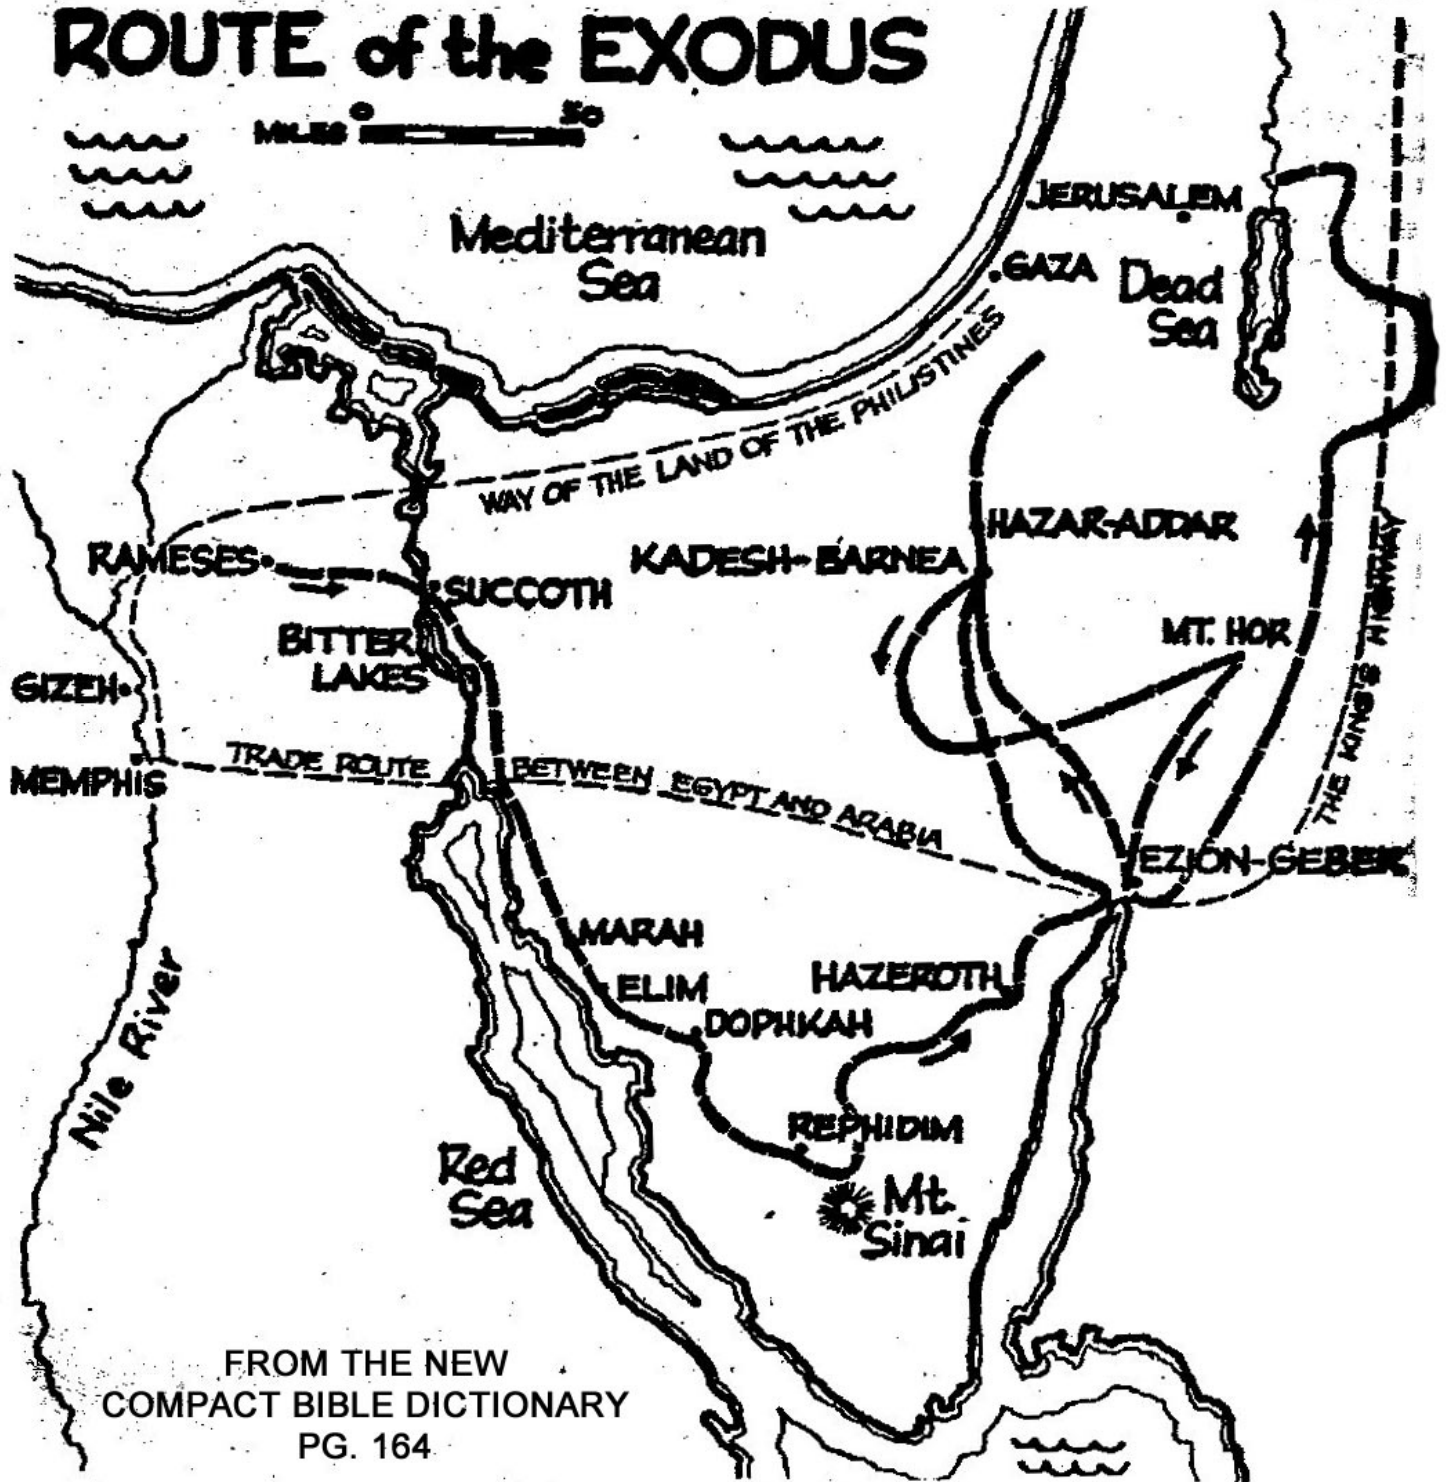 ROUTE of the EXODUS
0 50
MILES
Mediterranean
Sea
JERUSALEM
GAZA
Dead
Sea
WAY OF THE LAND OF THE PHILISTINES
HAZAR-ADDAR
KADESH-BARNEA
RAMESES
SUCCOTH
BITTER
LAKES
MT. HOR
GIZEH
THE KING'S HIGHWAY
MEMPHIS
TRADE ROUTE BETWEEN EGYPT AND ARABIA
EZION-GEBER
MARAH
HAZEROTH
ELIM
DOPHKAH
Nile River
REPHIDIM
Red
Sea
Mt.
Sinai
FROM THE NEW
COMPACT BIBLE DICTIONARY
PG. 164